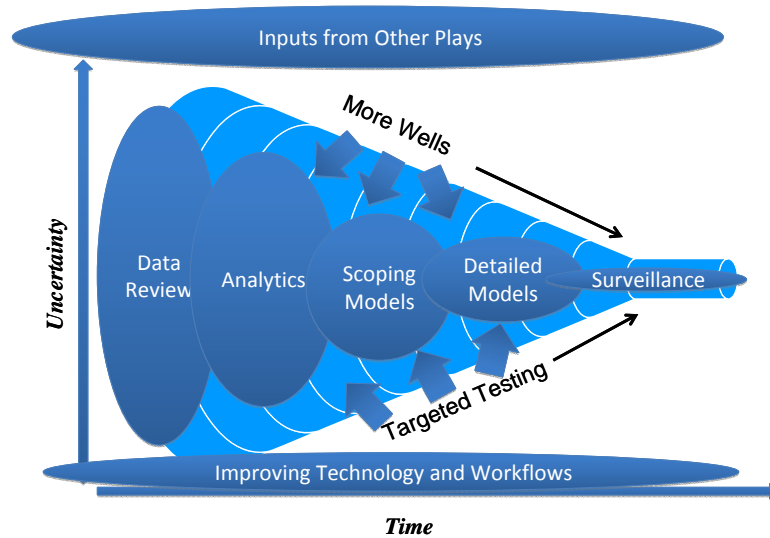 Inputs from Other Plays
More Wells
Uncertainty
Data
Review
Analytics
Scoping
Models
Detailed
Models
Surveillance
Targeted Testing
Improving Technology and Workflows
Time